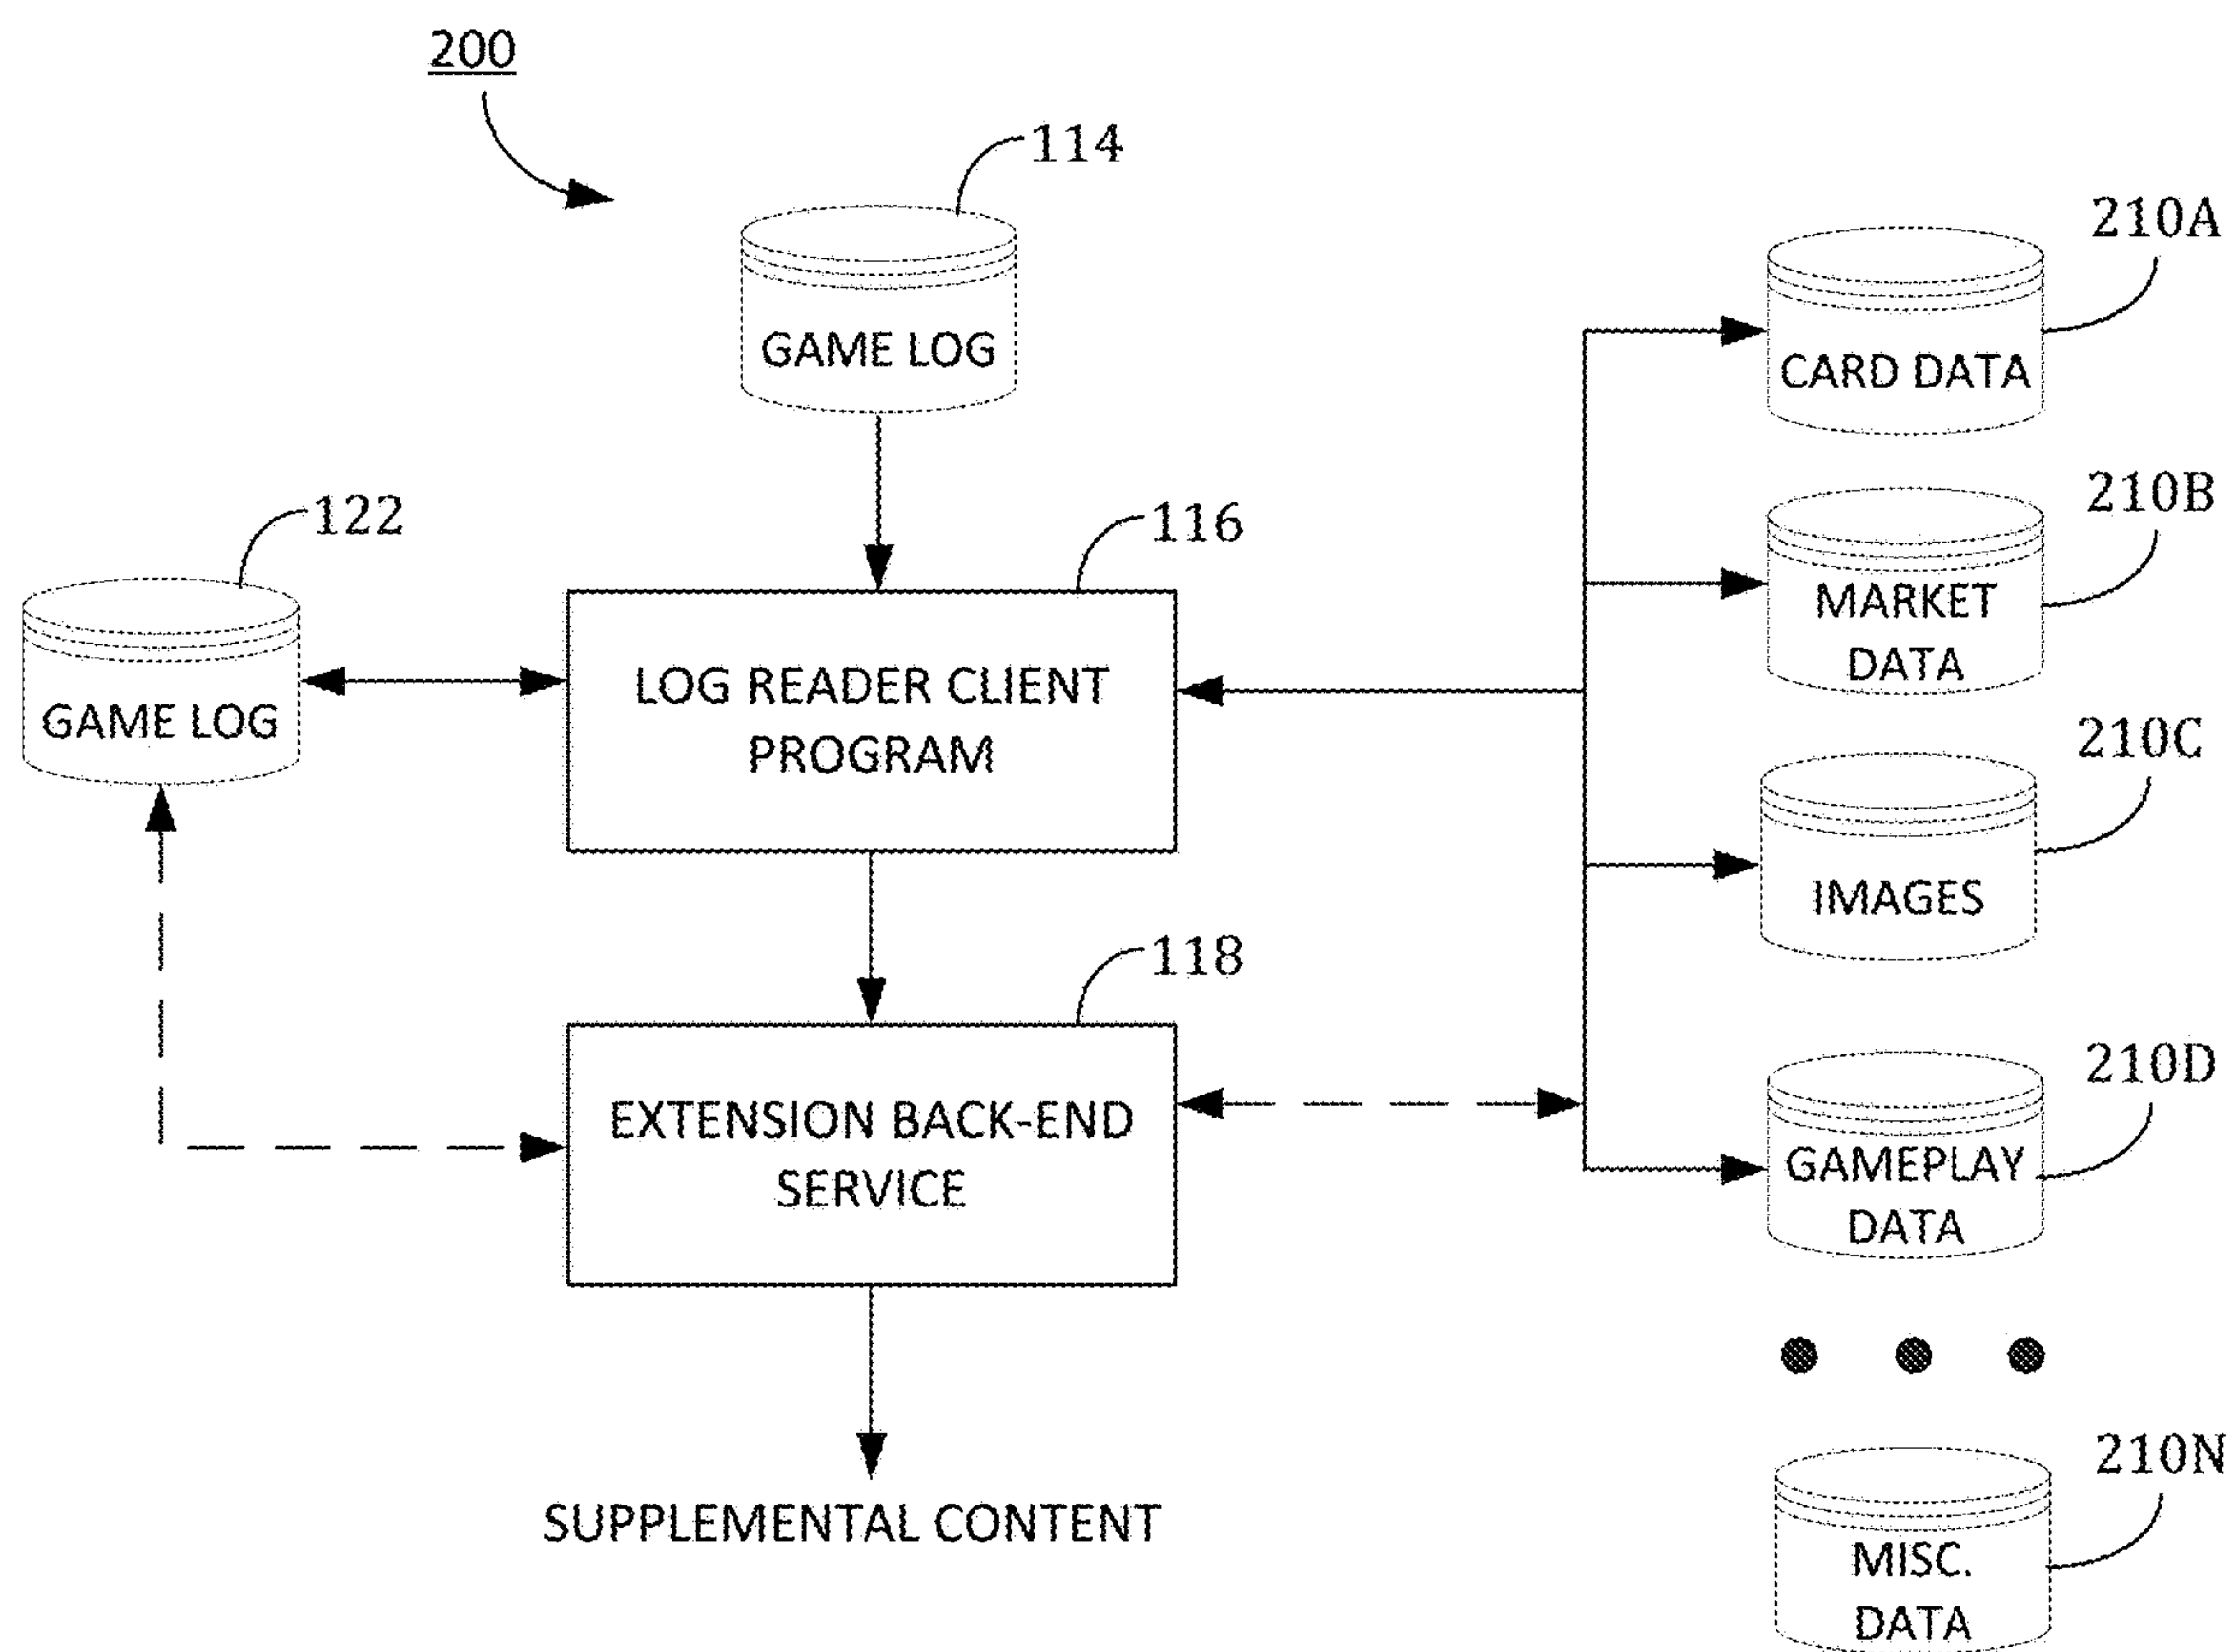 200
114
GAME LOG
210A
CARD DATA
210B
MARKET
DATA
122
GAME LOG
116
LOG READER CLIENT
PROGRAM
210C
IMAGES
118
EXTENSION BACK-END
SERVICE
210D
GAMEPLAY
DATA
SUPPLEMENTAL CONTENT
210N
MISC.
DATA